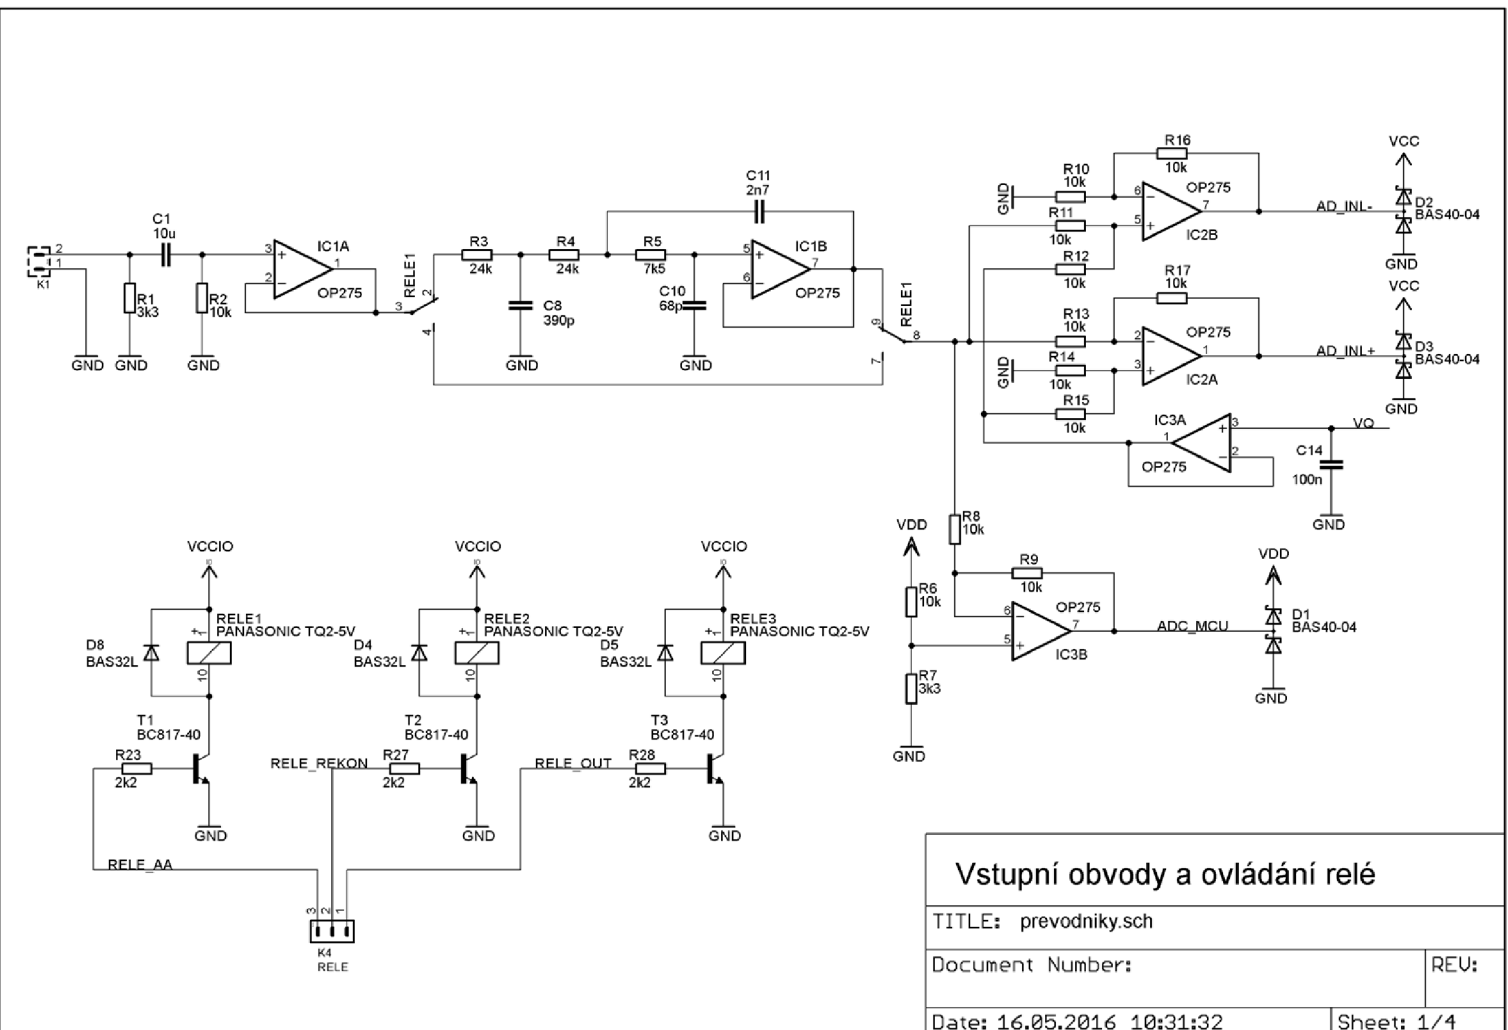 C1
10u
2
1
K1
R1
3k3
R2
10k
GND
GND
GND
3
+
2
−
1
IC1A
OP275
RELE1
3
2
4
R3
24k
C8
390p
GND
R4
24k
R5
7k5
C10
68p
GND
C11
2n7
5
+
6
−
7
IC1B
OP275
9
8
7
RELE1
R16
10k
R10
10k
GND
R11
10k
R12
10k
6
−
5
+
7
OP275
IC2B
AD_INL-
VCC
D2
BAS40-04
GND
R17
10k
R13
10k
GND
R14
10k
R15
10k
2
−
3
+
1
OP275
IC2A
AD_INL+
VCC
D3
BAS40-04
GND
IC3A
OP275
1
+
3
−
2
VQ
C14
100n
GND
R8
10k
VDD
R6
10k
R7
3k3
GND
R9
10k
6
−
5
+
7
OP275
IC3B
ADC_MCU
VDD
D1
BAS40-04
GND
VCCIO
RELE1
PANASONIC TQ2-5V
+
1
10
D8
BAS32L
T1
BC817-40
R23
2k2
GND
RELE_AA
VCCIO
RELE2
PANASONIC TQ2-5V
+
1
10
D4
BAS32L
T2
BC817-40
R27
2k2
GND
RELE_REKON
VCCIO
RELE3
PANASONIC TQ2-5V
+
1
10
D5
BAS32L
T3
BC817-40
R28
2k2
GND
RELE_OUT
3
2
1
K4
RELE
Vstupní obvody a ovládání relé
TITLE: prevodniky.sch
Document Number:
REV:
Date: 16.05.2016 10:31:32
Sheet: 1/4